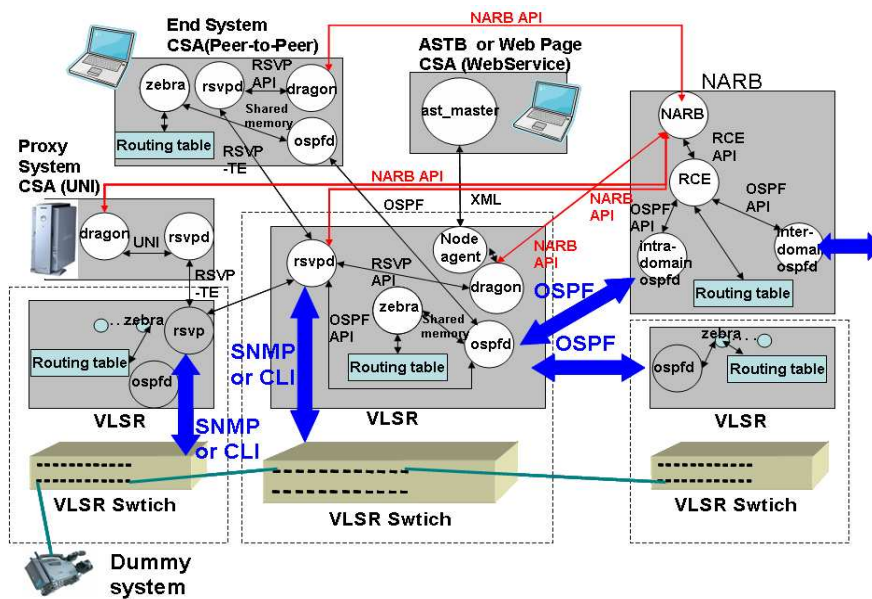 End System
CSA(Peer-to-Peer)
NARB API
ASTB or Web Page
CSA (WebService)
NARB
zebra
rsvpd
RSVP
API
dragon
Shared
memory
ospfd
Routing table
ast_master
NARB
RCE
API
RCE
OSPF
API
OSPF
API
intra-
domain
ospfd
Inter-
domain
ospfd
Routing table
Proxy
System
CSA (UNI)
RSVP
-TE
NARB API
NARB
API
OSPF
XML
dragon
UNI
rsvpd
RSVP
-TE
rsvpd
Node
agent
NARB
API
RSVP
API
dragon
zebra
Shared
memory
OSPF
API
ospfd
Routing table
VLSR
OSPF
OSPF
SNMP
or CLI
zebra
rsvp
Routing table
ospfd
VLSR
SNMP
or CLI
zebra
ospfd
Routing table
VLSR
VLSR Swtich
VLSR Swtich
VLSR Swtich
Dummy
system